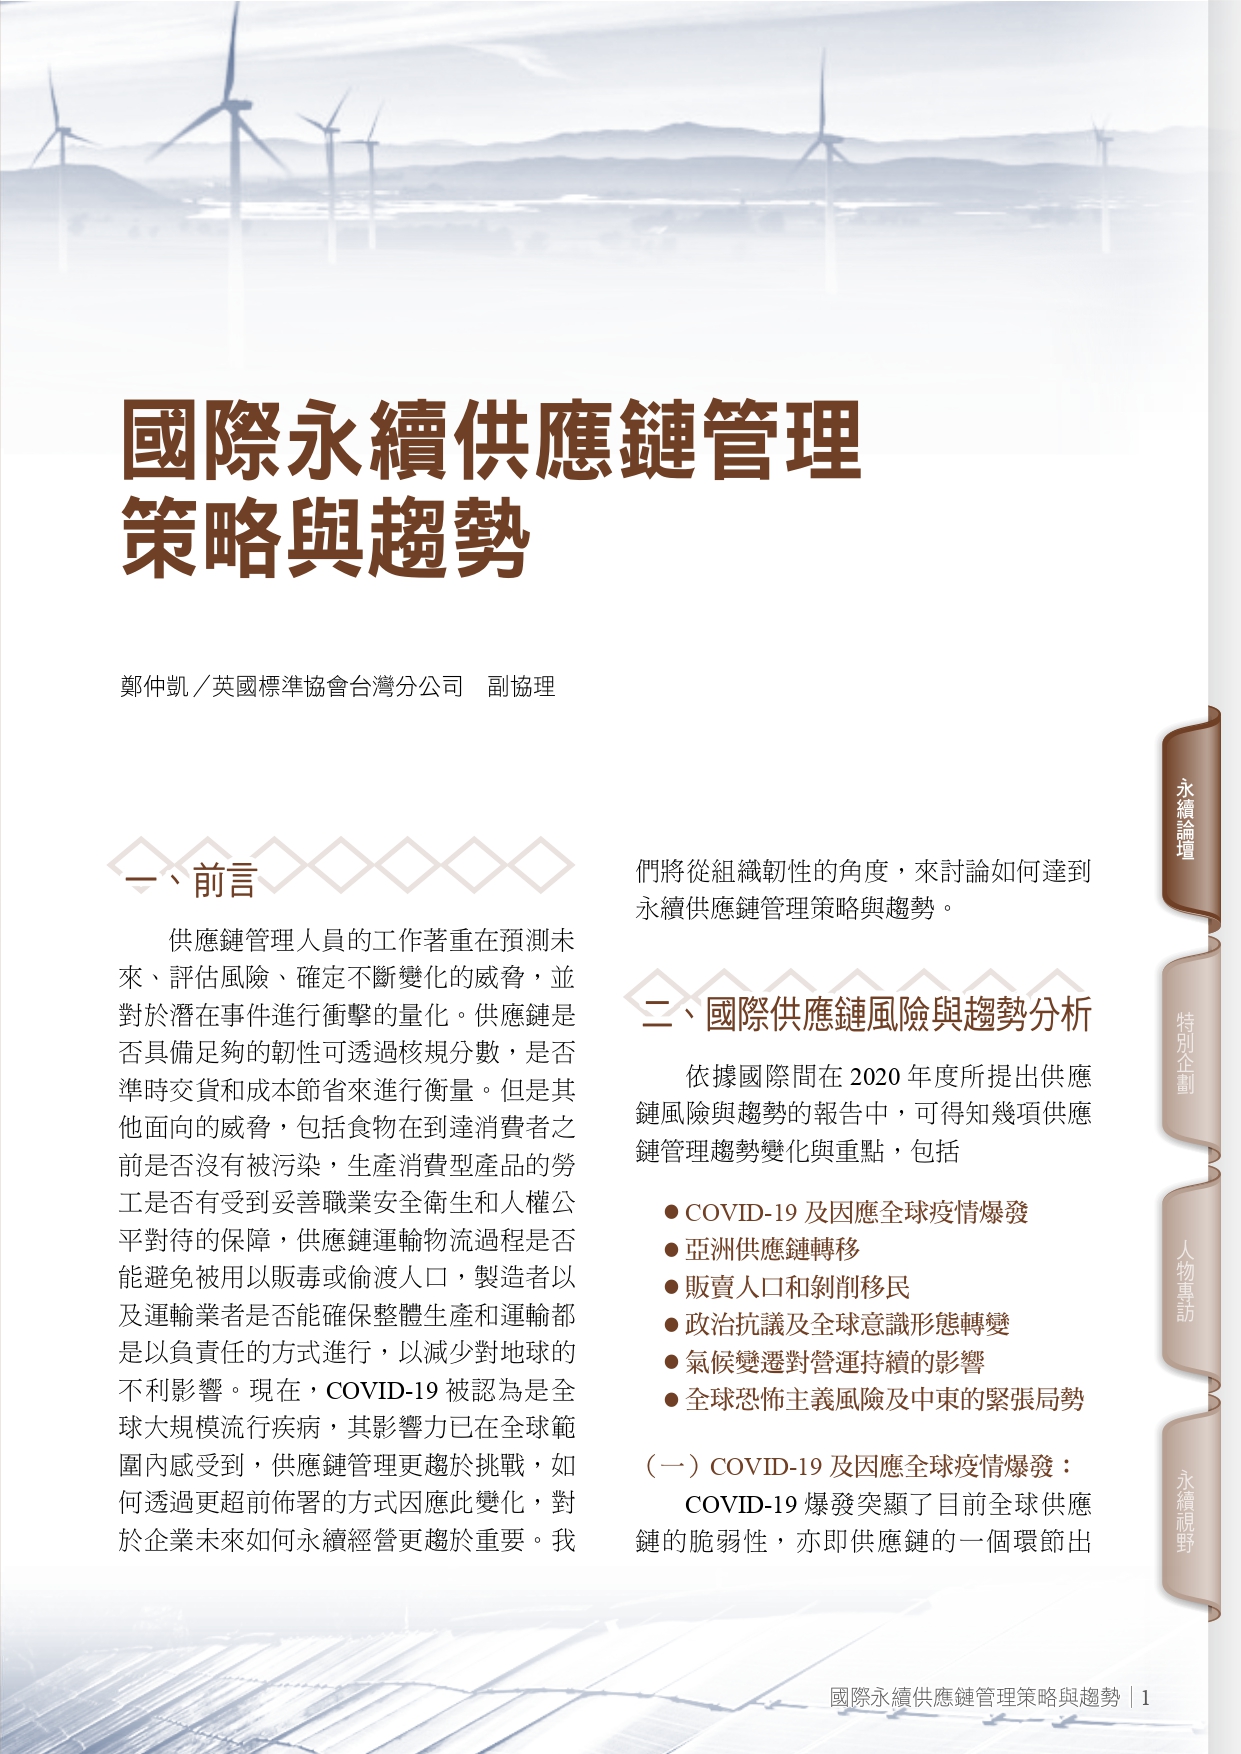 國際永續供應鏈管理
策略與趨勢
鄭仲凱／英國標準協會台灣分公司　副協理
一、前言
供應鏈管理人員的工作著重在預測未
來、評估風險、確定不斷變化的威脅，並
對於潛在事件進行衝擊的量化。供應鏈是
否具備足夠的韌性可透過核規分數，是否
準時交貨和成本節省來進行衡量。但是其
他面向的威脅，包括食物在到達消費者之
前是否沒有被污染，生產消費型產品的勞
工是否有受到妥善職業安全衛生和人權公
平對待的保障，供應鏈運輸物流過程是否
能避免被用以販毒或偷渡人口，製造者以
及運輸業者是否能確保整體生產和運輸都
是以負責任的方式進行，以減少對地球的
不利影響。現在，COVID-19 被認為是全
球大規模流行疾病，其影響力已在全球範
圍內感受到，供應鏈管理更趨於挑戰，如
何透過更超前佈署的方式因應此變化，對
於企業未來如何永續經營更趨於重要。我
們將從組織韌性的角度，來討論如何達到
永續供應鏈管理策略與趨勢。
二、國際供應鏈風險與趨勢分析
依據國際間在 2020 年度所提出供應
鏈風險與趨勢的報告中，可得知幾項供應
鏈管理趨勢變化與重點，包括
● COVID-19 及因應全球疫情爆發
● 亞洲供應鏈轉移
● 販賣人口和剝削移民
● 政治抗議及全球意識形態轉變
● 氣候變遷對營運持續的影響
● 全球恐怖主義風險及中東的緊張局勢
（一）COVID-19 及因應全球疫情爆發：
COVID-19 爆發突顯了目前全球供應
鏈的脆弱性，亦即供應鏈的一個環節出
永續論壇
特別企劃
人物專訪
永續視野
國際永續供應鏈管理策略與趨勢｜1